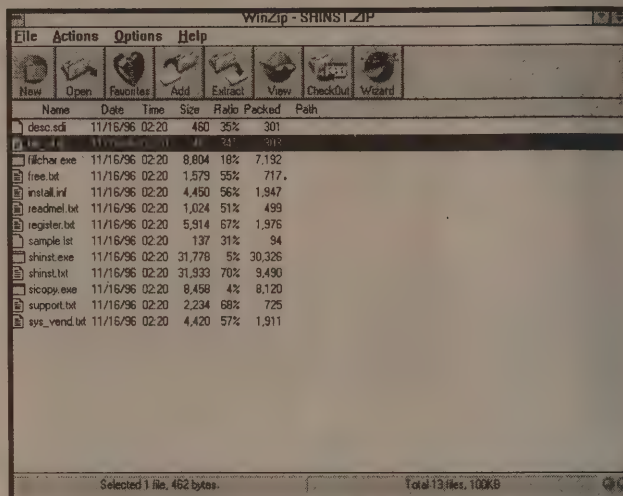 WinZip - SHINST.ZIP
File Actions Options Help
New Open Favorites Add Extract View CheckOut Wizard
Name Date Time Size Ratio Packed Path
desc.sdi 11/16/96 02:20 460 35% 301
34% 303
fillchar.exe 11/16/96 02:20 8,804 18% 7,192
free.txt 11/16/96 02:20 1,579 55% 717
install.inf 11/16/96 02:20 4,450 56% 1,947
readmel.txt 11/16/96 02:20 1,024 51% 499
register.txt 11/16/96 02:20 5,914 67% 1,976
sample.lst 11/16/96 02:20 137 31% 94
shinst.exe 11/16/96 02:20 31,778 5% 30,326
shinst.txt 11/16/96 02:20 31,933 70% 9,490
sicopy.exe 11/16/96 02:20 8,458 4% 8,120
support.txt 11/16/96 02:20 2,234 68% 725
sys_vend.txt 11/16/96 02:20 4,420 57% 1,911
Selected 1 file, 462 bytes. Total 13 files, 100KB